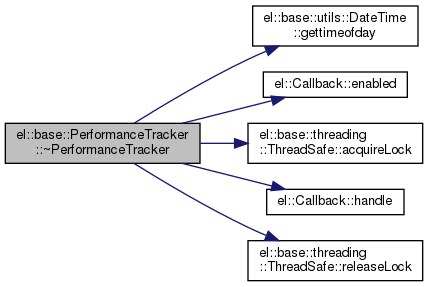 el::base::utils::DateTime
::gettimeofday
el::Callback::enabled
el::base::PerformanceTracker
::~PerformanceTracker
el::base::threading
::ThreadSafe::acquireLock
el::Callback::handle
el::base::threading
::ThreadSafe::releaseLock